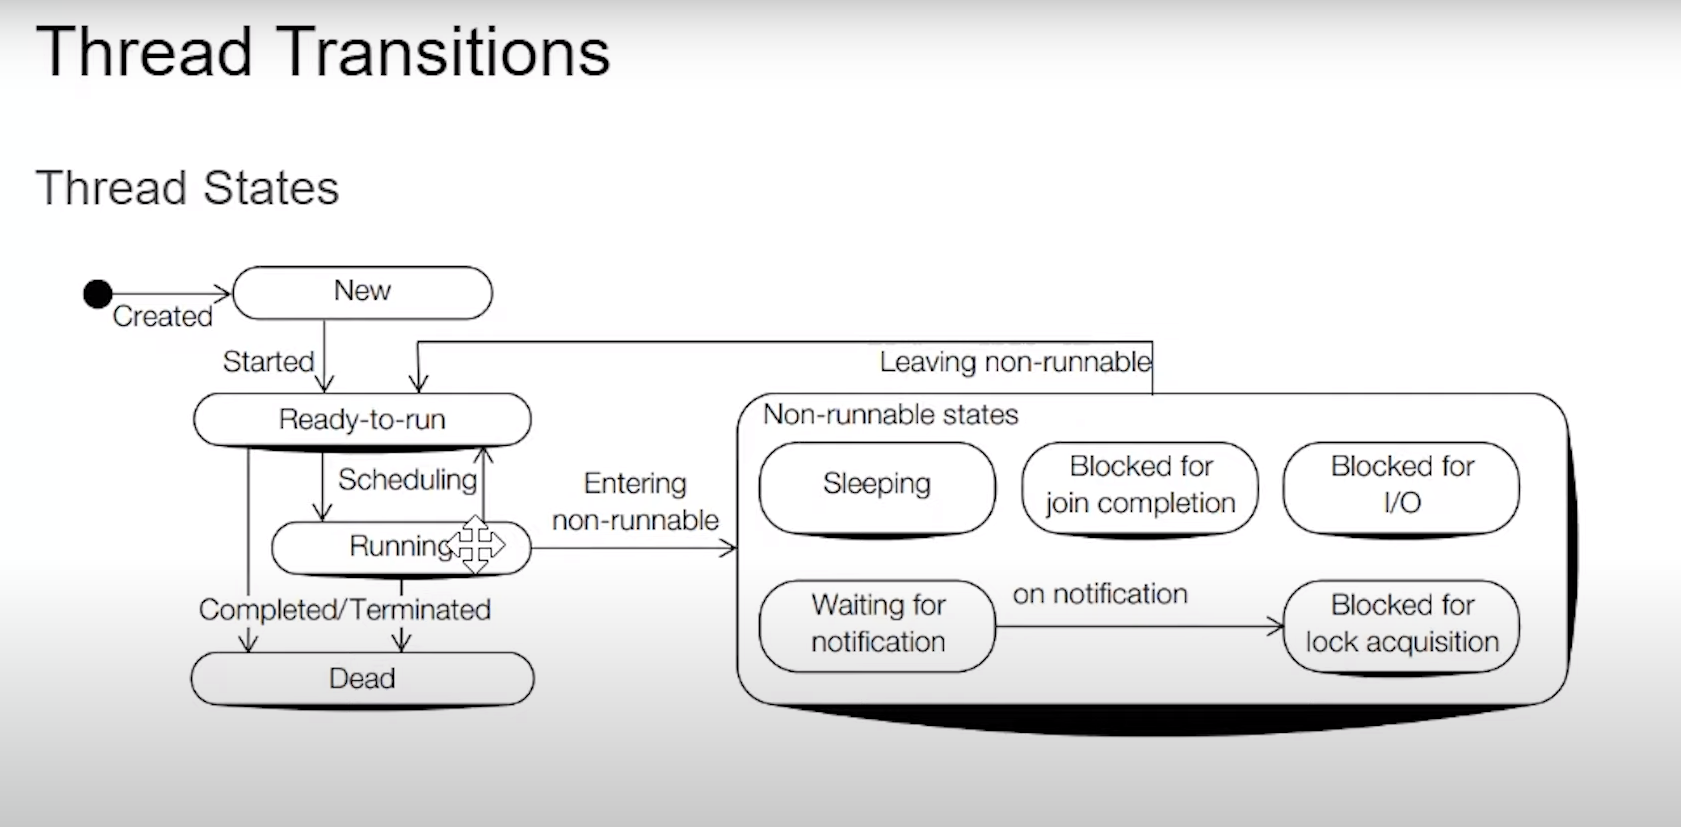 Thread Transitions
Thread States
Created
New
Started
Leaving non-runnable
Ready-to-run
Non-runnable states
Scheduling
Entering
non-runnable
Sleeping
Blocked for
join completion
Blocked for
I/O
Running
Completed/Terminated
Waiting for
notification
on notification
Blocked for
lock acquisition
Dead